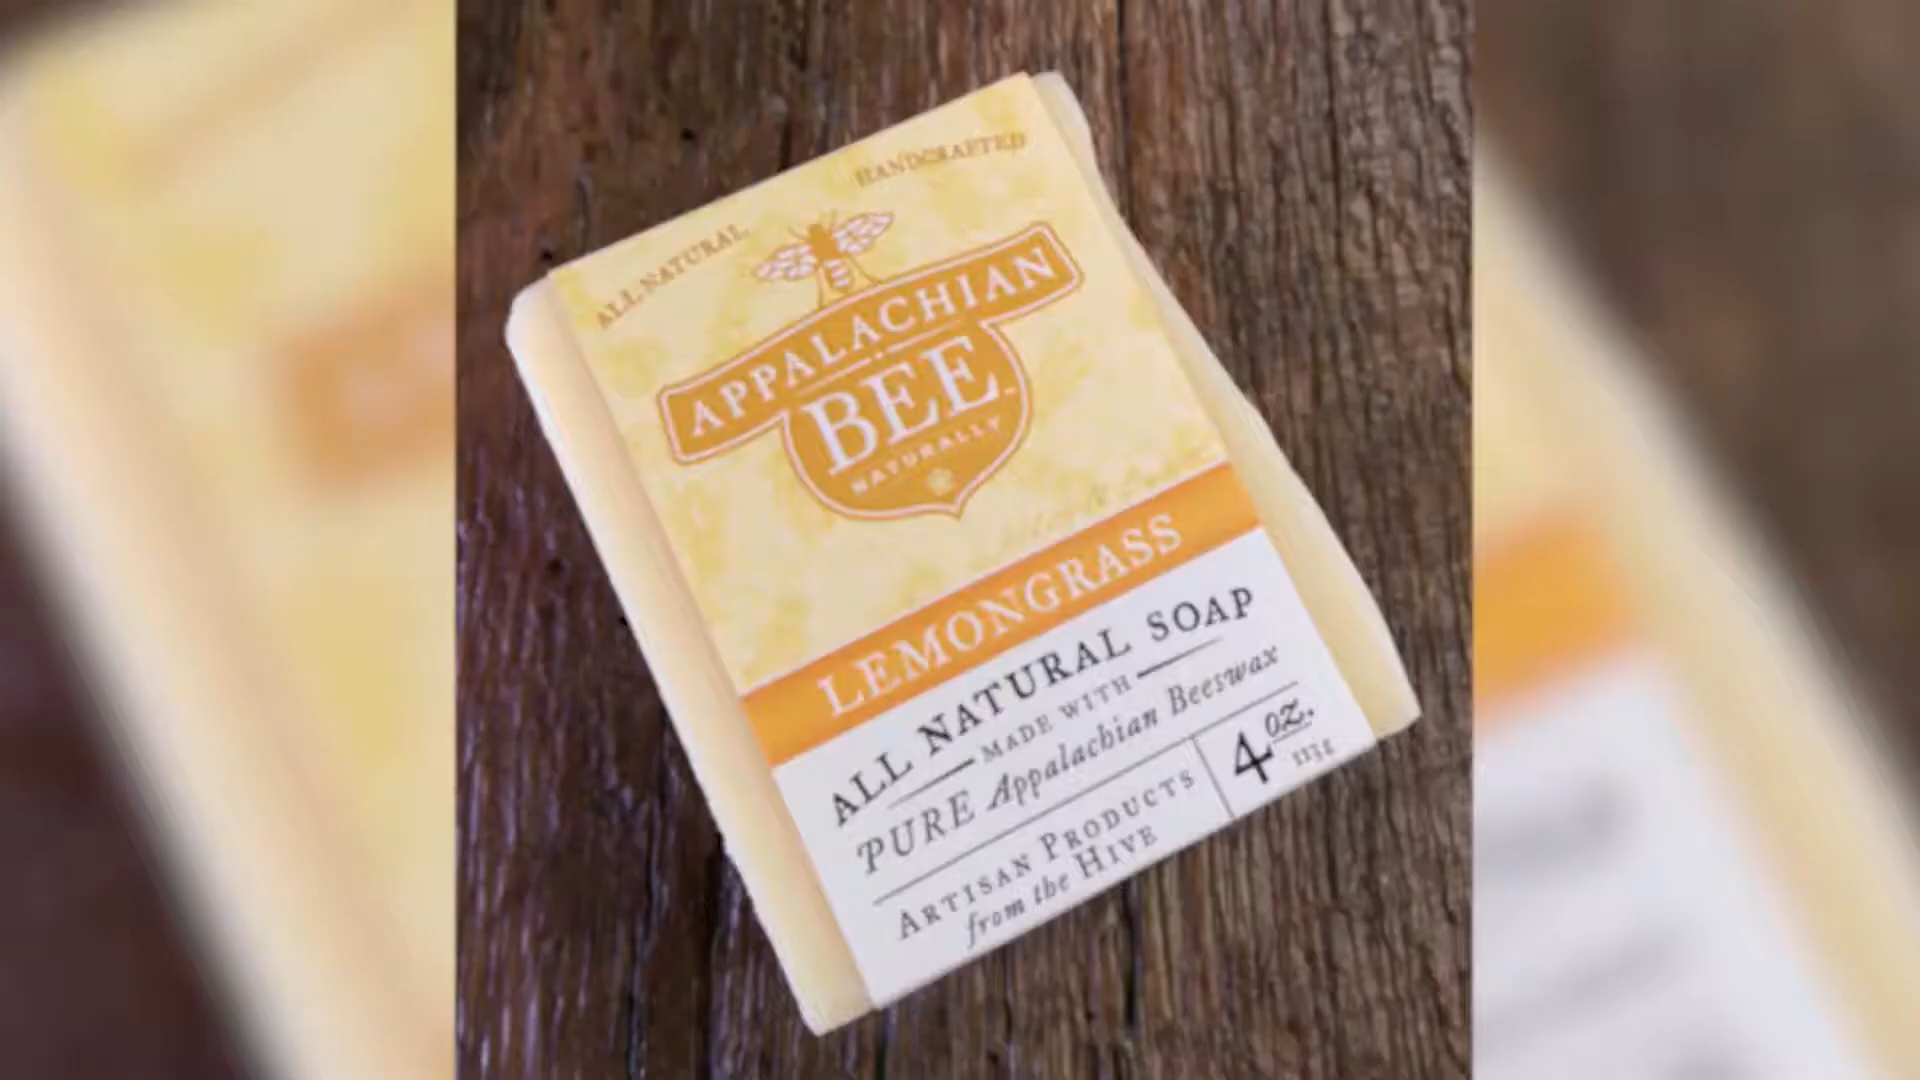 ALL NATURAL
HANDCRAFTED
APPALACHIAN
BEE
NATURALLY
LEMONGRASS
ALL NATURAL SOAP
MADE WITH
PURE Appalachian Beeswax
ARTISAN PRODUCTS
from the HIVE
4 oz.
113g